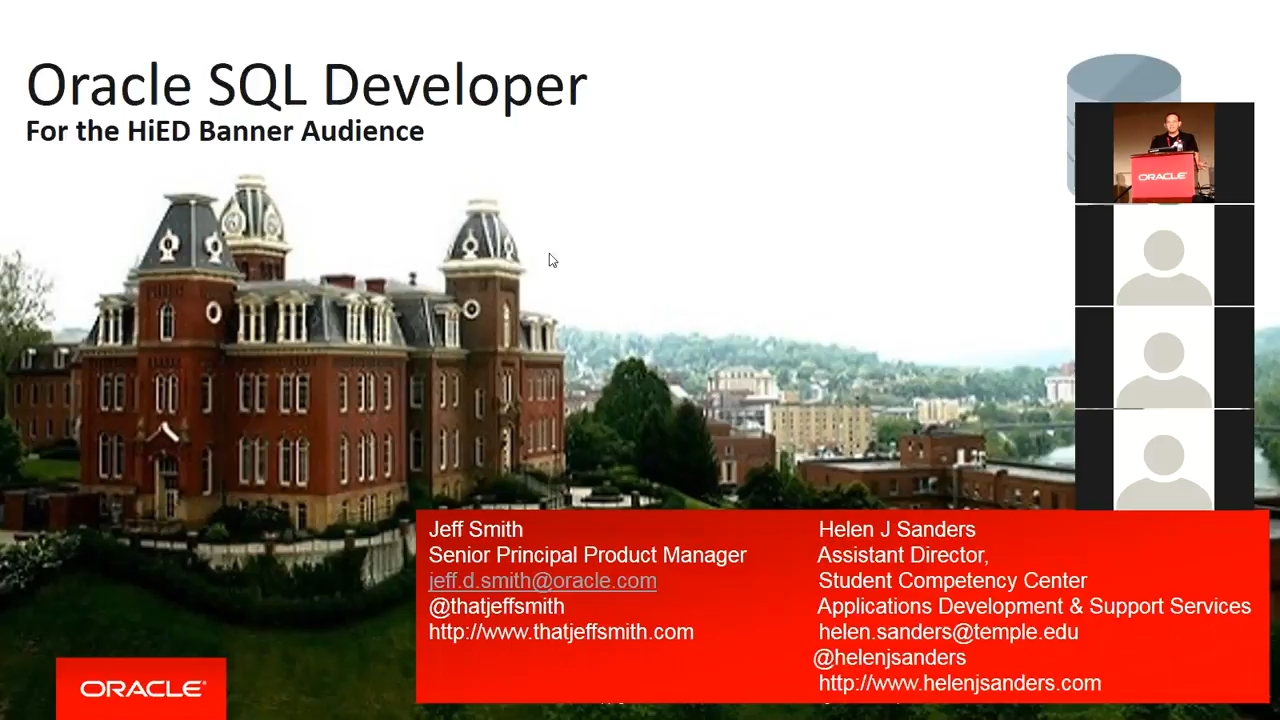 Oracle SQL Developer
For the HiED Banner Audience
ORACLE
Jeff Smith
Senior Principal Product Manager
jeff.d.smith@oracle.com
@thatjeffsmith
http://www.thatjeffsmith.com
Helen J Sanders
Assistant Director,
Student Competency Center
Applications Development & Support Services
helen.sanders@temple.edu
@helenjsanders
http://www.helenjsanders.com
ORACLE